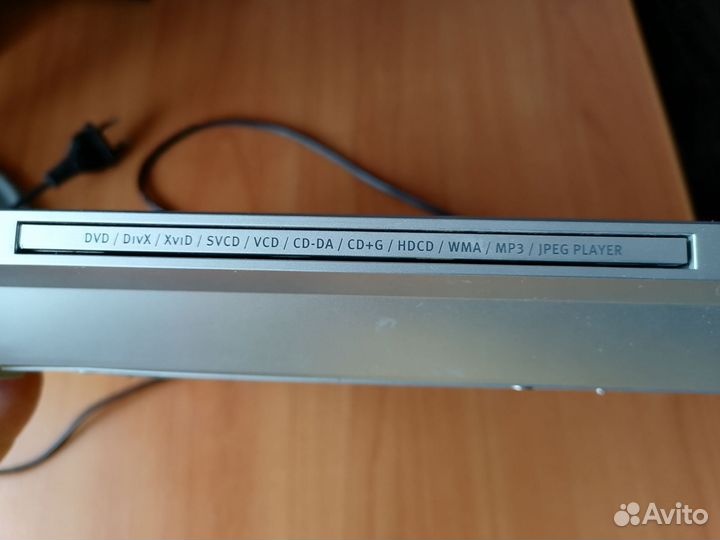 DVD / DivX / XviD / SVCD / VCD / CD-DA / CD+G / HDCD / WMA / MP3 / JPEG PLAYER
Avito